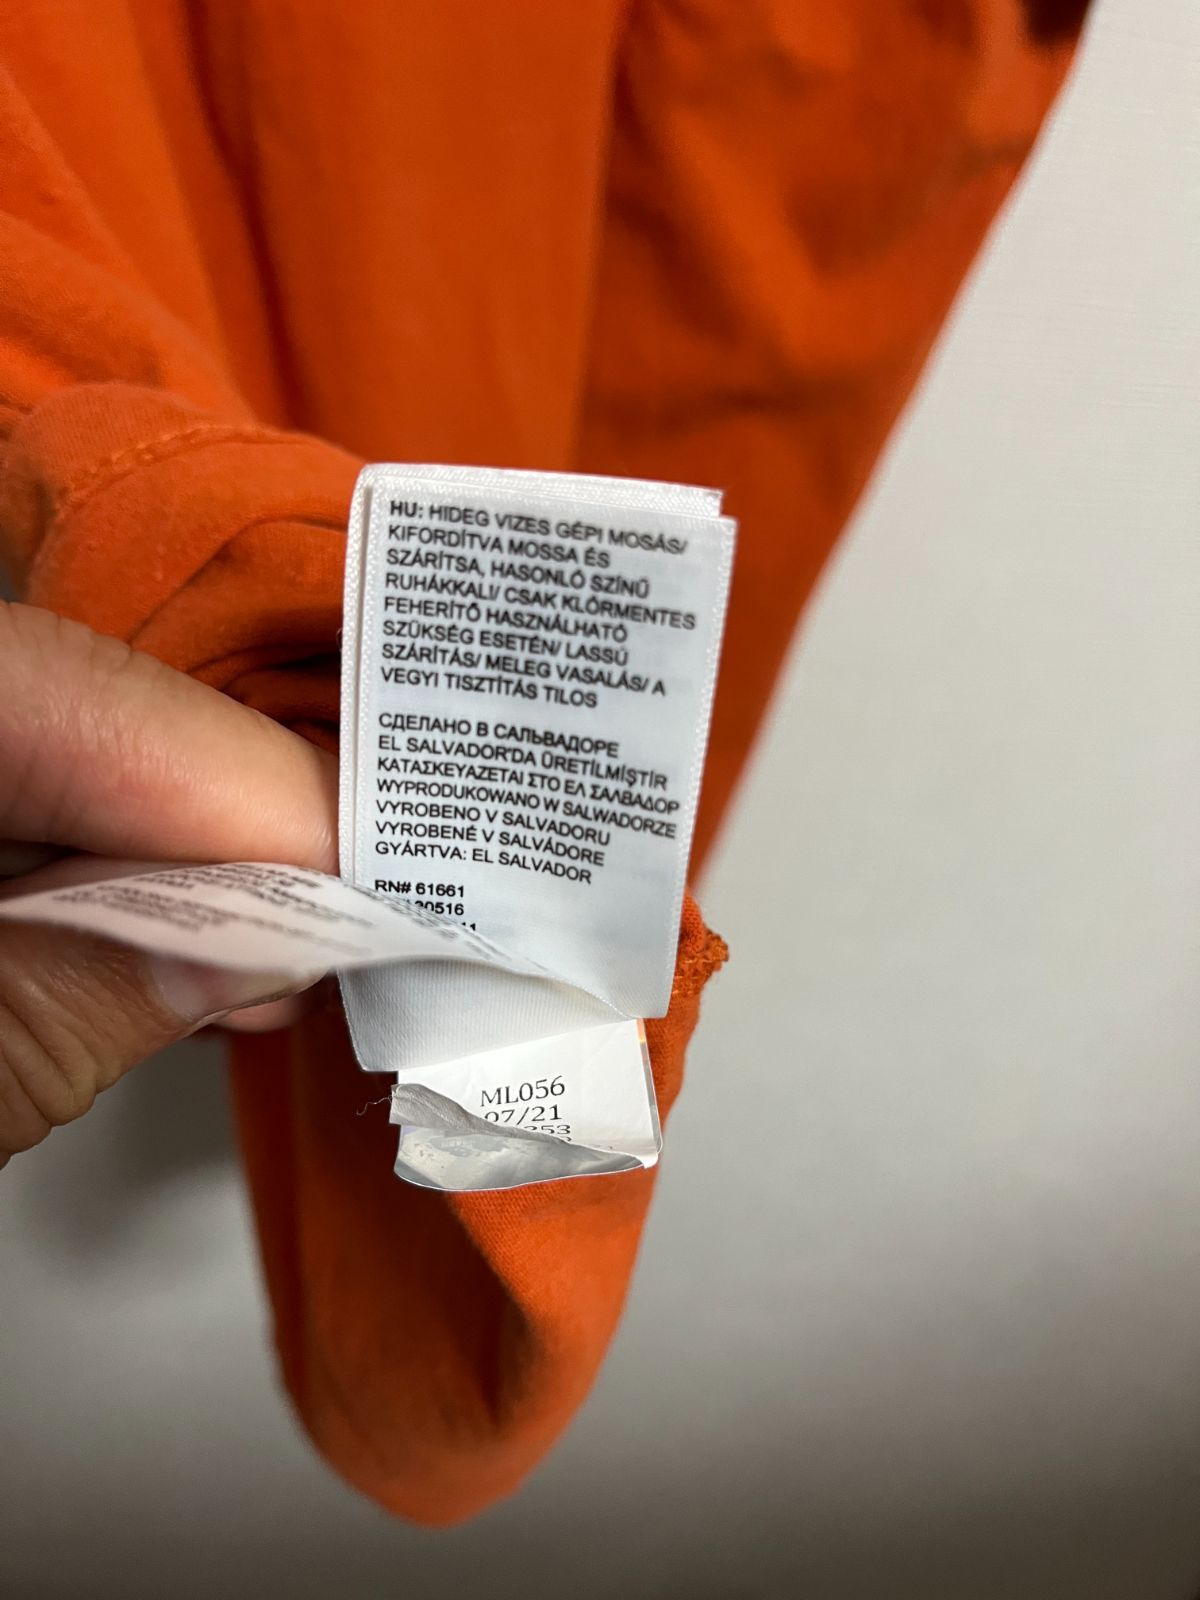 HU: HIDEG VIZES GÉPI MOSÁS/
KIFORDÍTVA MOSSA ÉS
SZÁRÍTSA, HASONLÓ SZÍNŰ
RUHÁKKAL!/ CSAK KLÓRMENTES
FEHERÍTŐ HASZNÁLHATÓ
SZÜKSÉG ESETÉN/ LASSÚ
SZÁRÍTÁS/ MELEG VASALÁS/ A
VEGYI TISZTÍTÁS TILOS
СДЕЛАНО В САЛЬВАДОРЕ
EL SALVADOR'DA ÜRETİLMİŞTİR
ΚΑΤΑΣΚΕΥΑΖΕΤΑΙ ΣΤΟ ΕΛ ΣΑΛΒΑΔΟΡ
WYPRODUKOWANO W SALWADORZE
VYROBENO V SALVADORU
VYROBENÉ V SALVÁDORE
GYÁRTVA: EL SALVADOR
RN# 61661
ML056
07/21